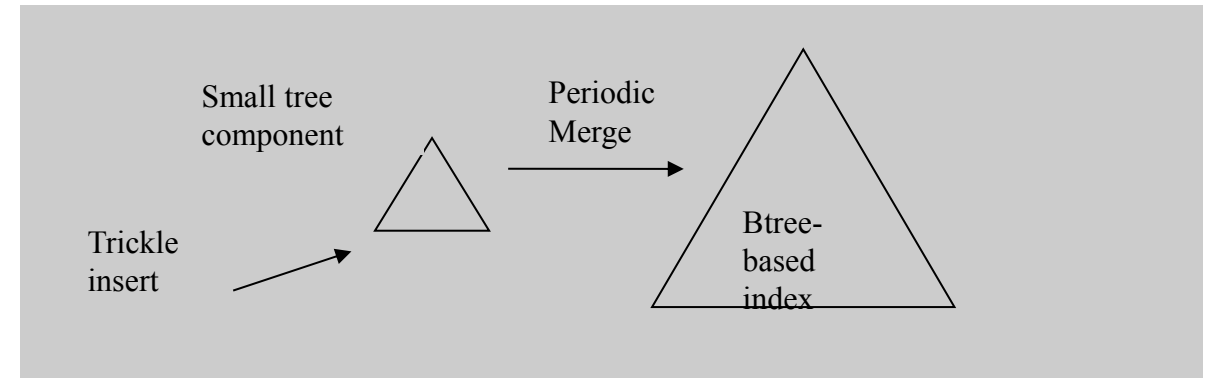 Small tree
component
Periodic
Merge
Trickle
insert
Btree-
based
index